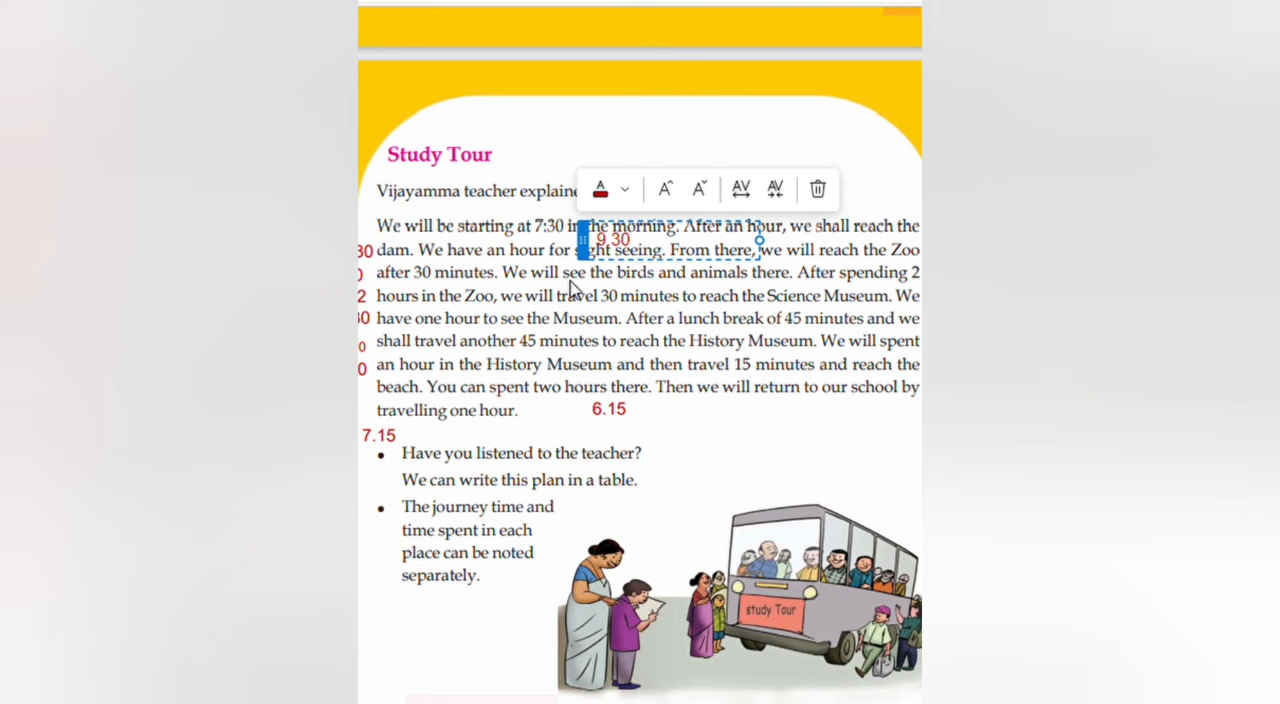 Study Tour
Vijayamma teacher explaine
We will be starting at 7:30 in the morning. After an hour, we shall reach the
9.30
30 dam. We have an hour for sight seeing. From there, we will reach the Zoo
after 30 minutes. We will see the birds and animals there. After spending 2
2 hours in the Zoo, we will travel 30 minutes to reach the Science Museum. We
30 have one hour to see the Museum. After a lunch break of 45 minutes and we
0 shall travel another 45 minutes to reach the History Museum. We will spent
0 an hour in the History Museum and then travel 15 minutes and reach the
beach. You can spent two hours there. Then we will return to our school by
travelling one hour. 6.15
7.15
• Have you listened to the teacher?
We can write this plan in a table.
• The journey time and
time spent in each
place can be noted
separately.
study Tour